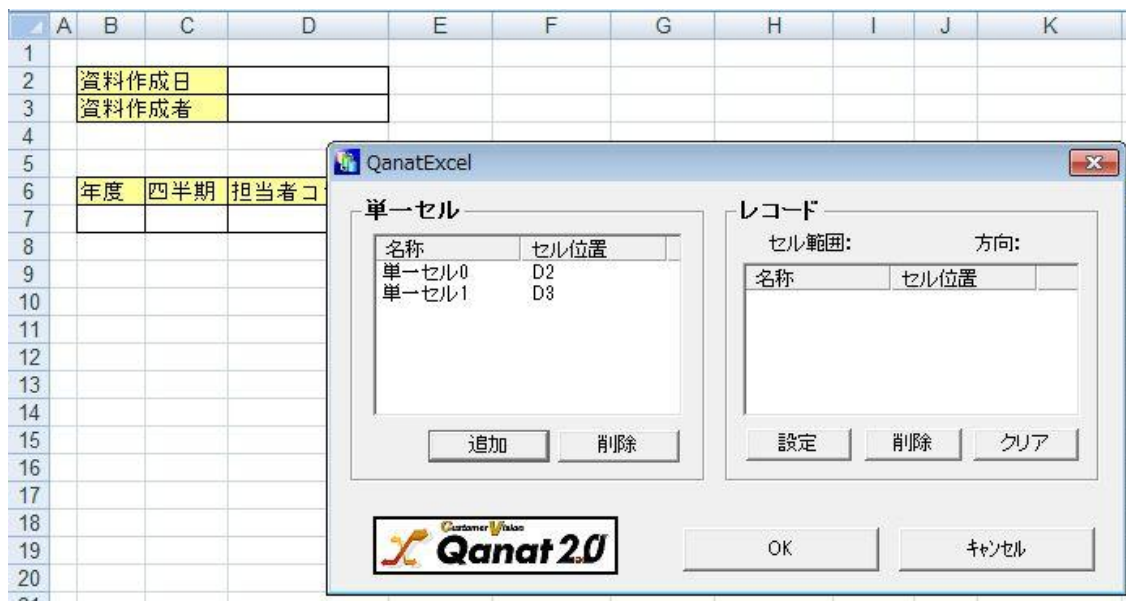 A B C D E F G H I J K
1
2 資料作成日
3 資料作成者
4
5
6 年度 四半期 担当者コ
7
8
9
10
11
12
13
14
15
16
17
18
19
20
QanatExcel
単一セル
名称 セル位置
単一セル0 D2
単一セル1 D3
追加 削除
レコード
セル範囲: 方向:
名称 セル位置
設定 削除 クリア
Customer Vision
Qanat 2.0
OK キャンセル